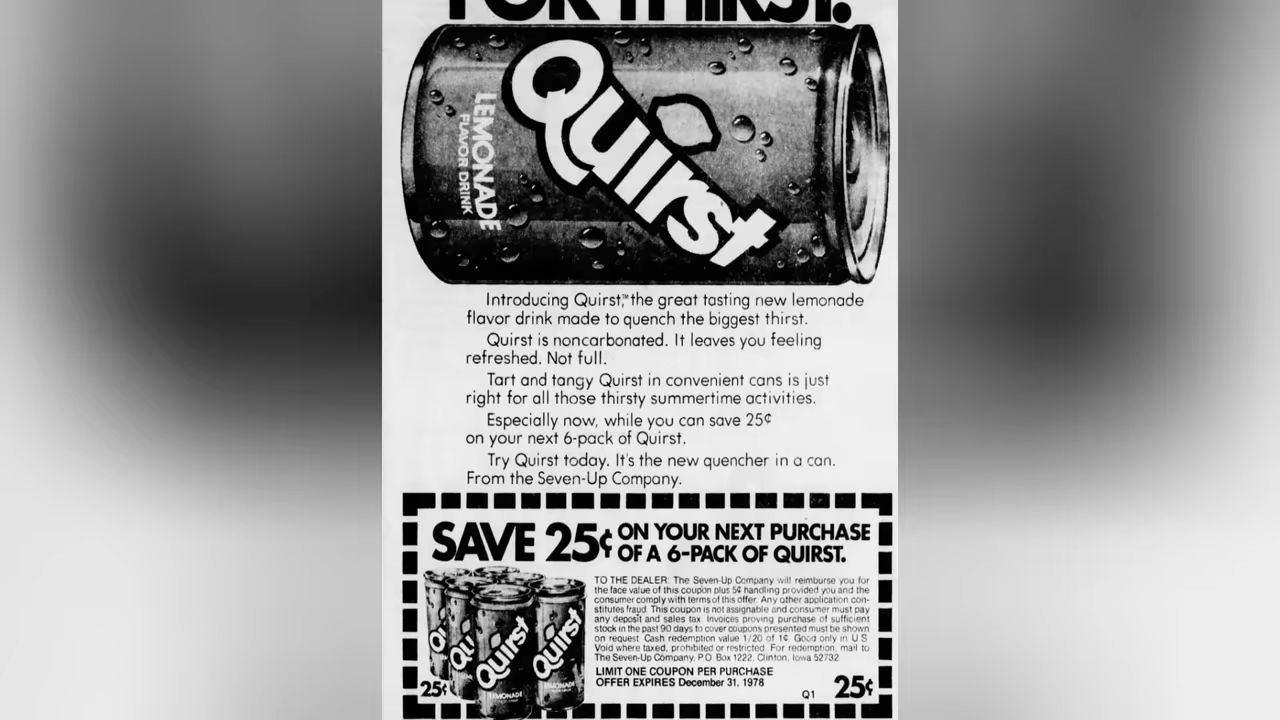 FOR THIRST.
Quirst
LEMONADE
FLAVOR DRINK
Introducing Quirst,™ the great tasting new lemonade
flavor drink made to quench the biggest thirst.
Quirst is noncarbonated. It leaves you feeling
refreshed. Not full.
Tart and tangy Quirst in convenient cans is just
right for all those thirsty summertime activities.
Especially now, while you can save 25¢
on your next 6-pack of Quirst.
Try Quirst today. It's the new quencher in a can.
From the Seven-Up Company.
SAVE 25¢ ON YOUR NEXT PURCHASE
OF A 6-PACK OF QUIRST.
TO THE DEALER: The Seven-Up Company will reimburse you for
the face value of this coupon plus 5¢ handling provided you and the
consumer comply with terms of this offer. Any other application con-
stitutes fraud. This coupon is not assignable and consumer must pay
any deposit and sales tax. Invoices proving purchase of sufficient
stock in the past 90 days to cover coupons presented must be shown
on request. Cash redemption value 1/20 of 1¢. Good only in U.S.
Void where taxed, prohibited or restricted. For redemption, mail to
The Seven-Up Company, P.O. Box 1222, Clinton, Iowa 52732
LIMIT ONE COUPON PER PURCHASE
OFFER EXPIRES December 31, 1978
Quirst
Quirst
LEMONADE
LEMONADE
25¢
Q1
25¢